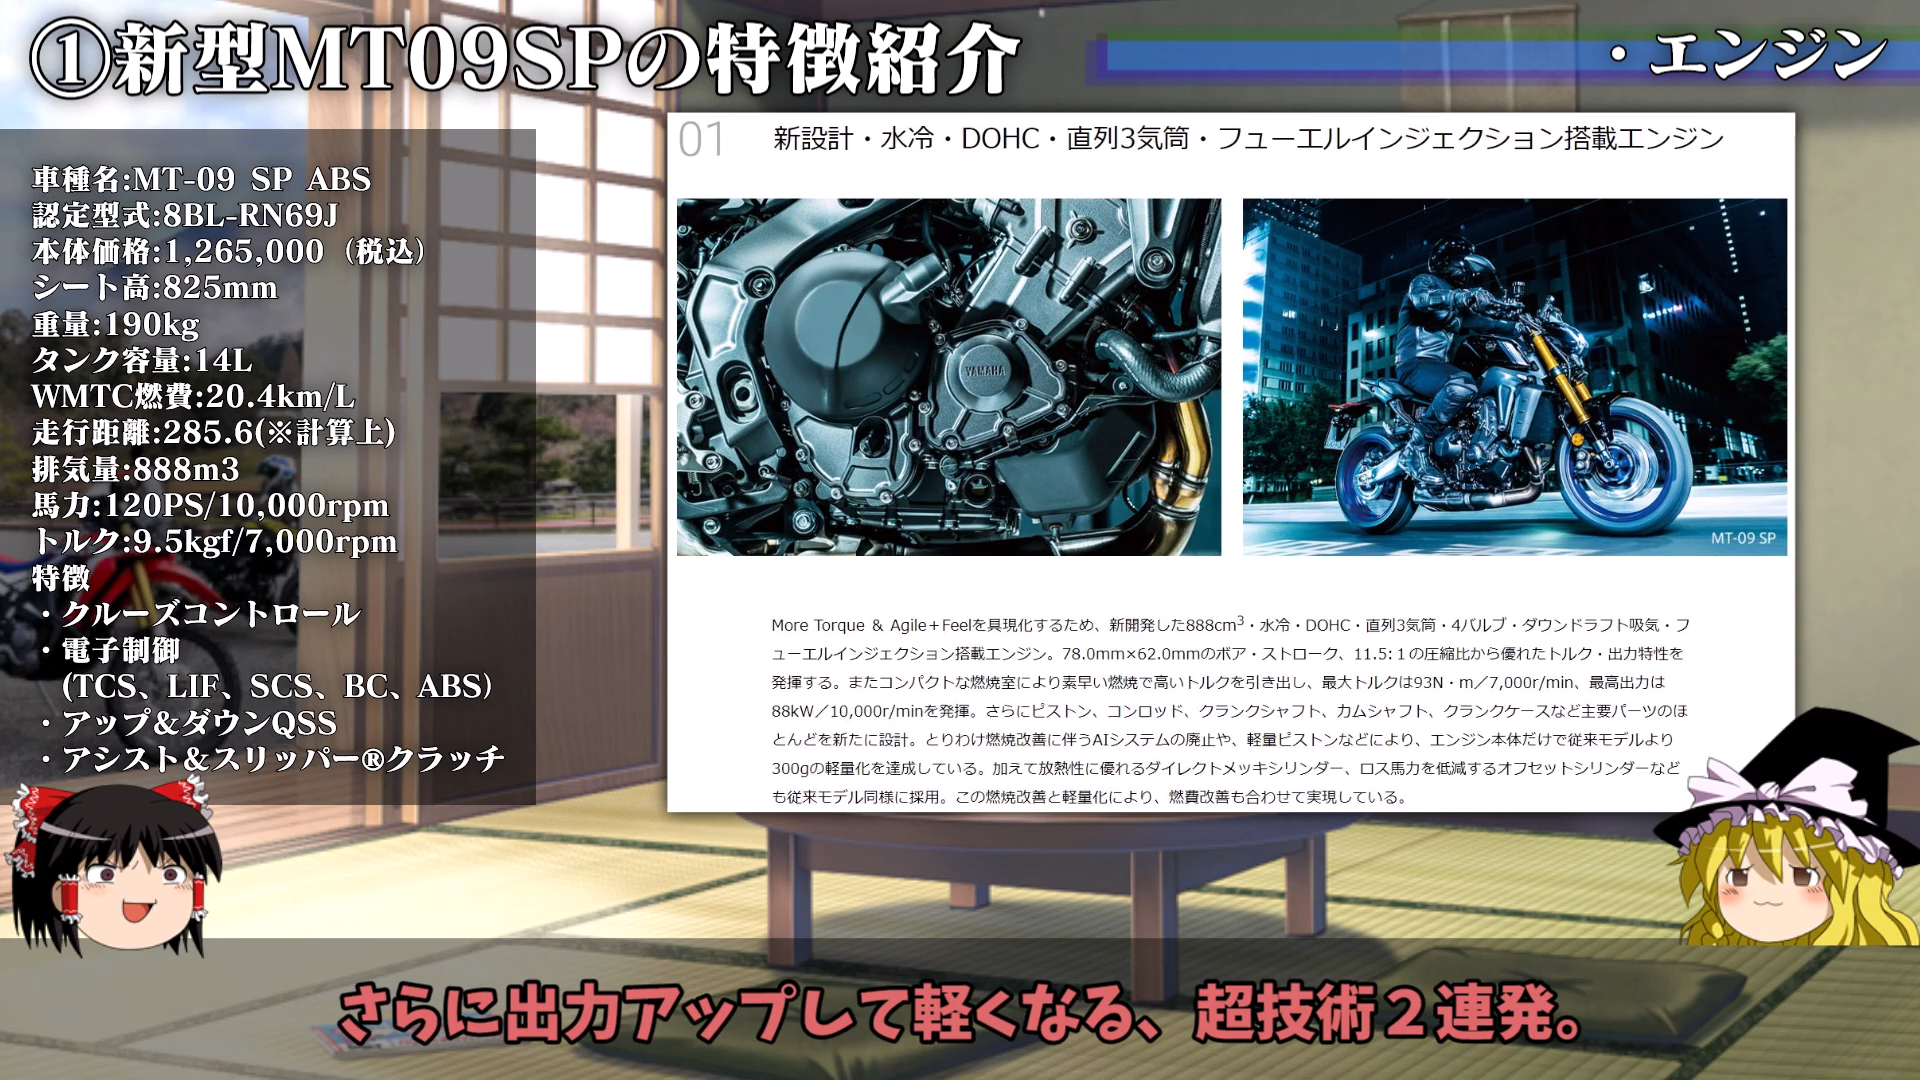 ①新型MT09SPの特徴紹介
・エンジン
車種名:MT-09 SP ABS
認定型式:8BL-RN69J
本体価格:1,265,000（税込）
シート高:825mm
重量:190kg
タンク容量:14L
WMTC燃費:20.4km/L
走行距離:285.6(※計算上)
排気量:888m3
馬力:120PS/10,000rpm
トルク:9.5kgf/7,000rpm
特徴
・クルーズコントロール
・電子制御
(TCS、LIF、SCS、BC、ABS）
・アップ＆ダウンQSS
・アシスト＆スリッパー®クラッチ
01
新設計・水冷・DOHC・直列3気筒・フューエルインジェクション搭載エンジン
YAMAHA
MT-09 SP
More Torque ＆ Agile＋Feelを具現化するため、新開発した888cm³・水冷・DOHC・直列3気筒・4バルブ・ダウンドラフト吸気・フ
ューエルインジェクション搭載エンジン。78.0mm×62.0mmのボア・ストローク、11.5:１の圧縮比から優れたトルク・出力特性を
発揮する。またコンパクトな燃焼室により素早い燃焼で高いトルクを引き出し、最大トルクは93N・m／7,000r/min、最高出力は
88kW／10,000r/minを発揮。さらにピストン、コンロッド、クランクシャフト、カムシャフト、クランクケースなど主要パーツのほ
とんどを新たに設計。とりわけ燃焼改善に伴うAIシステムの廃止や、軽量ピストンなどにより、エンジン本体だけで従来モデルより
300gの軽量化を達成している。加えて放熱性に優れるダイレクトメッキシリンダー、ロス馬力を低減するオフセットシリンダーなど
も従来モデル同様に採用。この燃焼改善と軽量化により、燃費改善も合わせて実現している。
さらに出力アップして軽くなる、超技術２連発。